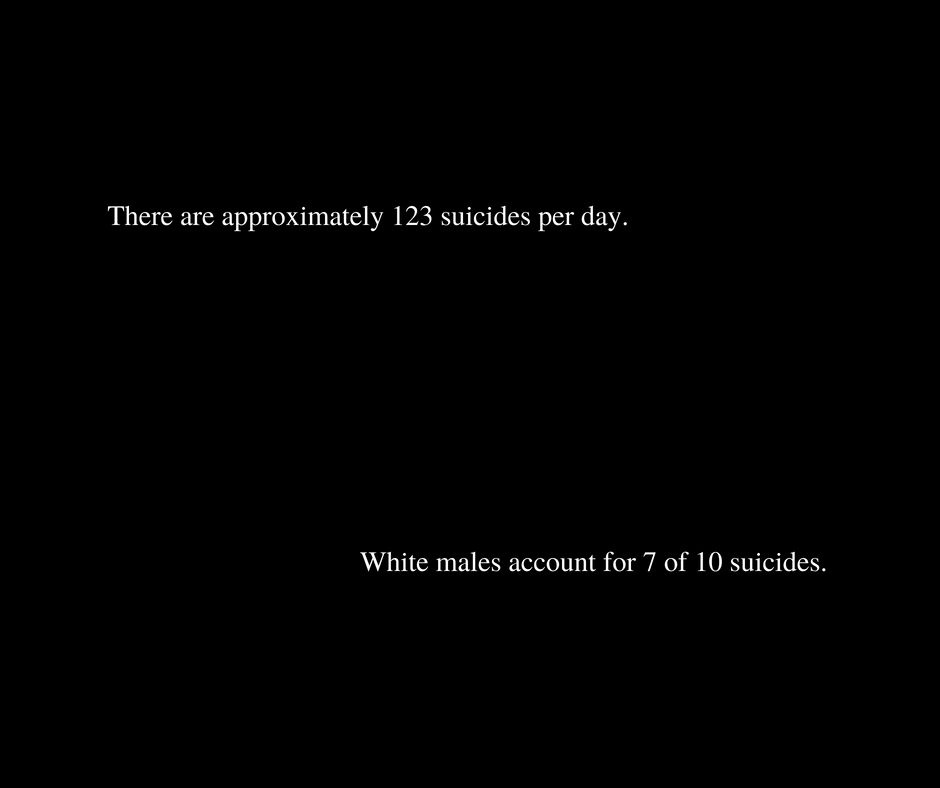 There are approximately 123 suicides per day.
White males account for 7 of 10 suicides.